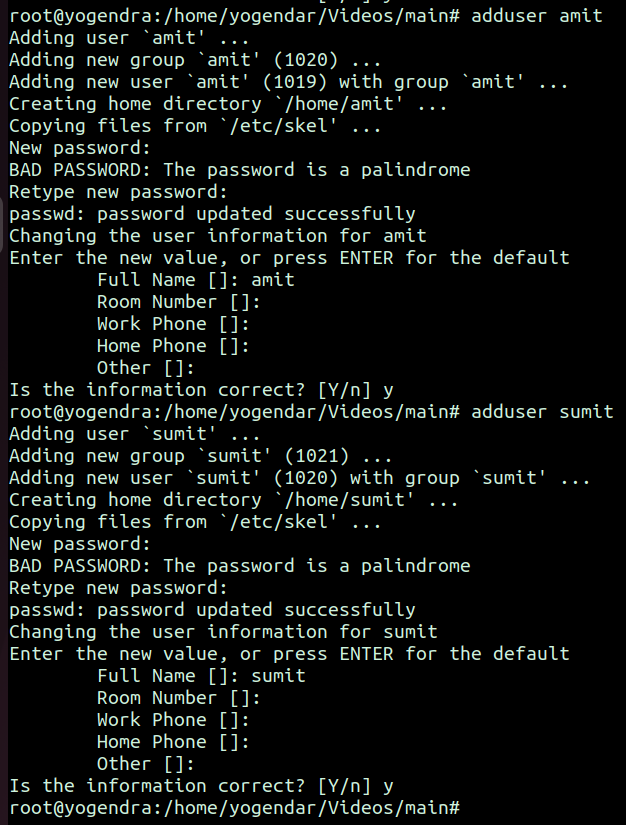 root@yogendra:/home/yogendar/Videos/main# adduser amit
Adding user `amit' ...
Adding new group `amit' (1020) ...
Adding new user `amit' (1019) with group `amit' ...
Creating home directory `/home/amit' ...
Copying files from `/etc/skel' ...
New password:
BAD PASSWORD: The password is a palindrome
Retype new password:
passwd: password updated successfully
Changing the user information for amit
Enter the new value, or press ENTER for the default
        Full Name []: amit
        Room Number []:
        Work Phone []:
        Home Phone []:
        Other []:
Is the information correct? [Y/n] y
root@yogendra:/home/yogendar/Videos/main# adduser sumit
Adding user `sumit' ...
Adding new group `sumit' (1021) ...
Adding new user `sumit' (1020) with group `sumit' ...
Creating home directory `/home/sumit' ...
Copying files from `/etc/skel' ...
New password:
BAD PASSWORD: The password is a palindrome
Retype new password:
passwd: password updated successfully
Changing the user information for sumit
Enter the new value, or press ENTER for the default
        Full Name []: sumit
        Room Number []:
        Work Phone []:
        Home Phone []:
        Other []:
Is the information correct? [Y/n] y
root@yogendra:/home/yogendar/Videos/main#